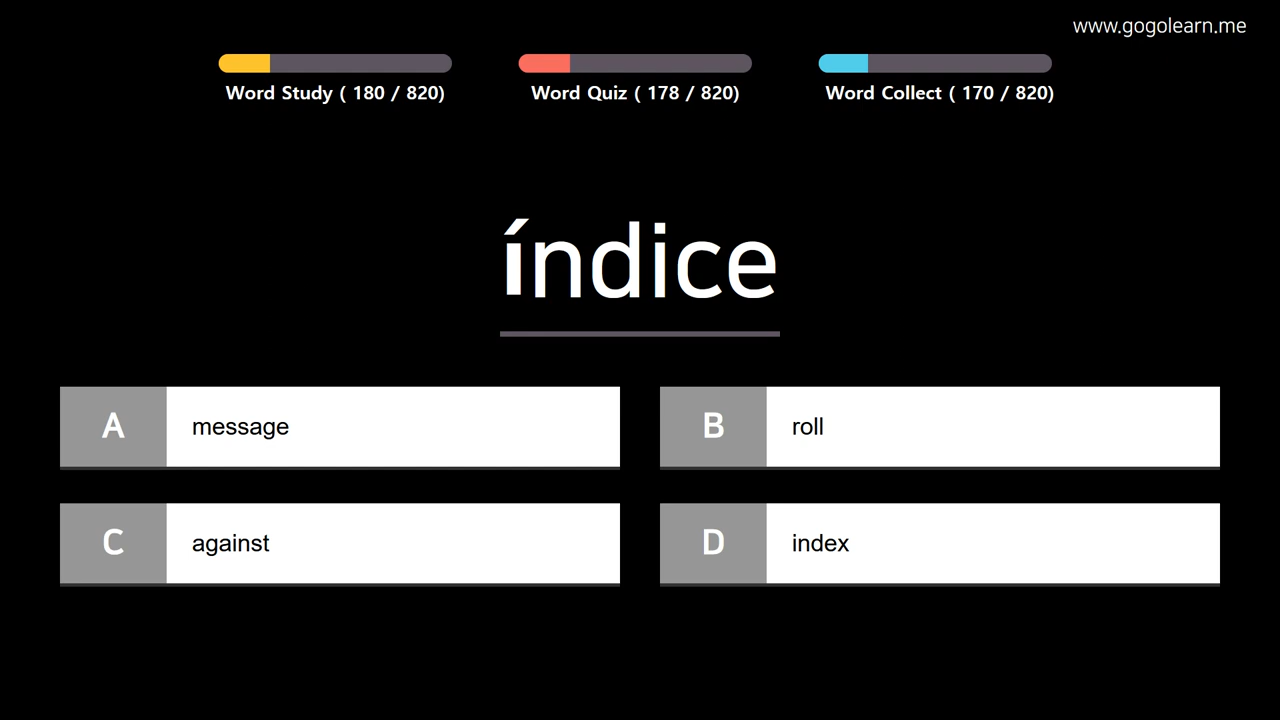 www.gogolearn.me
Word Study ( 180 / 820)
Word Quiz ( 178 / 820)
Word Collect ( 170 / 820)
índice
A message
B roll
C against
D index